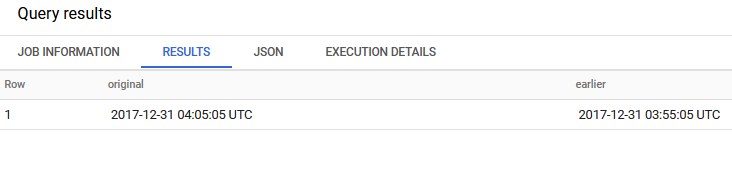 Query results
JOB INFORMATION RESULTS JSON EXECUTION DETAILS
Row original earlier
1 2017-12-31 04:05:05 UTC 2017-12-31 03:55:05 UTC